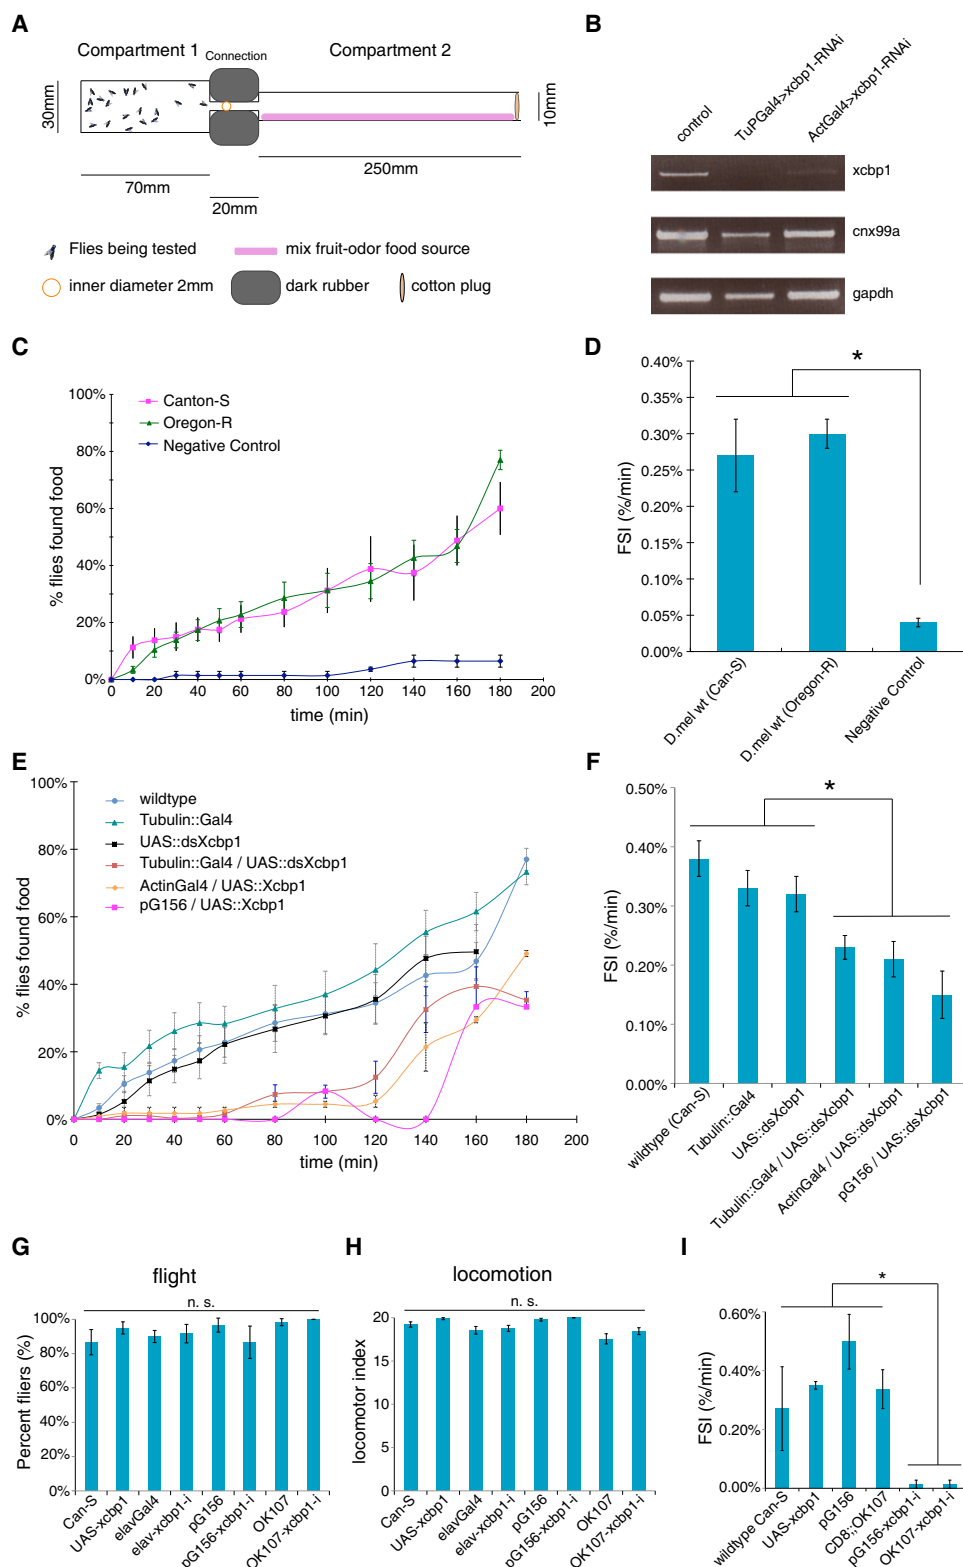 A
Compartment 1
Connection
Compartment 2
30mm
10mm
70mm
20mm
250mm
Flies being tested
mix fruit-odor food source
inner diameter 2mm
dark rubber
cotton plug
B
control
TuPGal4>xcbp1-RNAi
ActGal4>xcbp1-RNAi
xcbp1
cnx99a
gapdh
C
100%
80%
60%
40%
20%
0%
% flies found food
Canton-S
Oregon-R
Negative Control
0 20 40 60 80 100 120 140 160 180 200
time (min)
D
0.40%
0.35%
0.30%
0.25%
0.20%
0.15%
0.10%
0.05%
0.00%
FSI (%/min)
*
D.mel wt (Can-S)
D.mel wt (Oregon-R)
Negative Control
E
100%
80%
60%
40%
20%
0%
% flies found food
wildtype
Tubulin::Gal4
UAS::dsXcbp1
Tubulin::Gal4 / UAS::dsXcbp1
ActinGal4 / UAS::Xcbp1
pG156 / UAS::Xcbp1
0 20 40 60 80 100 120 140 160 180 200
time (min)
F
0.50%
0.40%
0.30%
0.20%
0.10%
0.00%
FSI (%/min)
*
wildtype (Can-S)
Tubulin::Gal4
UAS::dsXcbp1
Tubulin::Gal4 / UAS::dsXcbp1
ActinGal4 / UAS::dsXcbp1
pG156 / UAS::dsXcbp1
G
flight
n. s.
100%
80%
60%
40%
20%
0%
Percent fliers (%)
Can-S
UAS-xcbp1
elavGal4
elav-xcbp1-i
pG156
pG156-xcbp1-i
OK107
OK107-xcbp1-i
H
locomotion
n. s.
20
15
10
5
0
locomotor index
Can-S
UAS-xcbp1
elavGal4
elav-xcbp1-i
pG156
pG156-xcbp1-i
OK107
OK107-xcbp1-i
I
0.60%
0.40%
0.20%
0.00%
FSI (%/min)
*
wildtype Can-S
UAS-xcbp1
pG156
CD8;;OK107
pG156-xcbp1-i
OK107-xcbp1-i